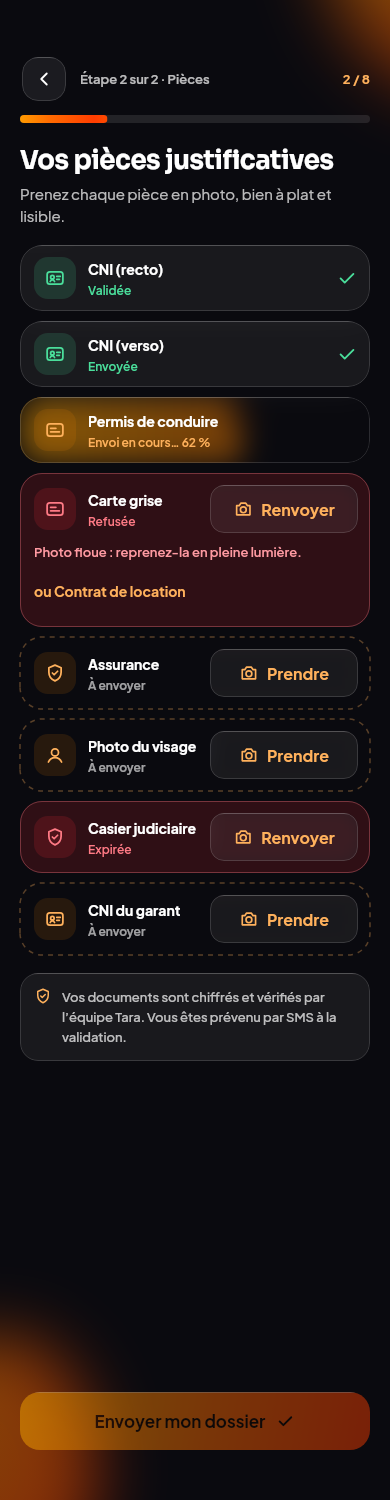 Étape 2 sur 2 · Pièces
2 / 8
Vos pièces justificatives
Prenez chaque pièce en photo, bien à plat et
lisible.
CNI (recto)
Validée
CNI (verso)
Envoyée
Permis de conduire
Envoi en cours… 62 %
Carte grise
Refusée
Renvoyer
Photo floue : reprenez-la en pleine lumière.
ou Contrat de location
Assurance
À envoyer
Prendre
Photo du visage
À envoyer
Prendre
Casier judiciaire
Expirée
Renvoyer
CNI du garant
À envoyer
Prendre
Vos documents sont chiffrés et vérifiés par
l'équipe Tara. Vous êtes prévenu par SMS à la
validation.
Envoyer mon dossier